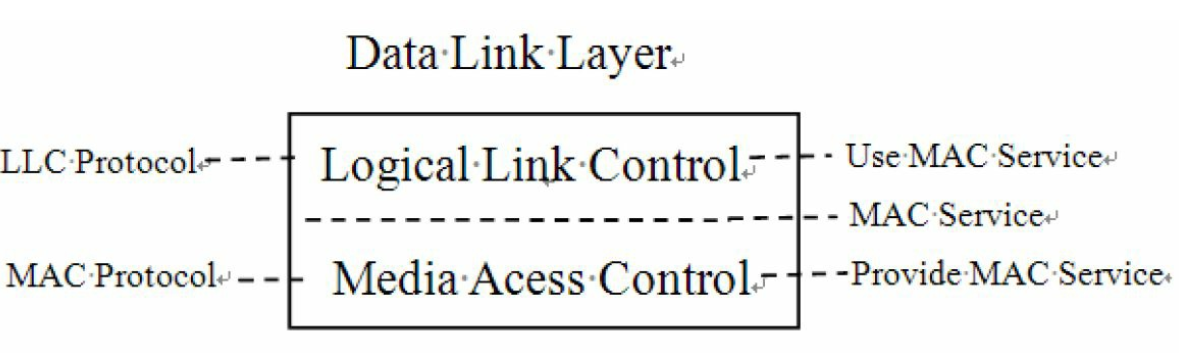 Data Link Layer
LLC Protocol Logical Link Control Use MAC Service
MAC Service
MAC Protocol Media Acess Control Provide MAC Service